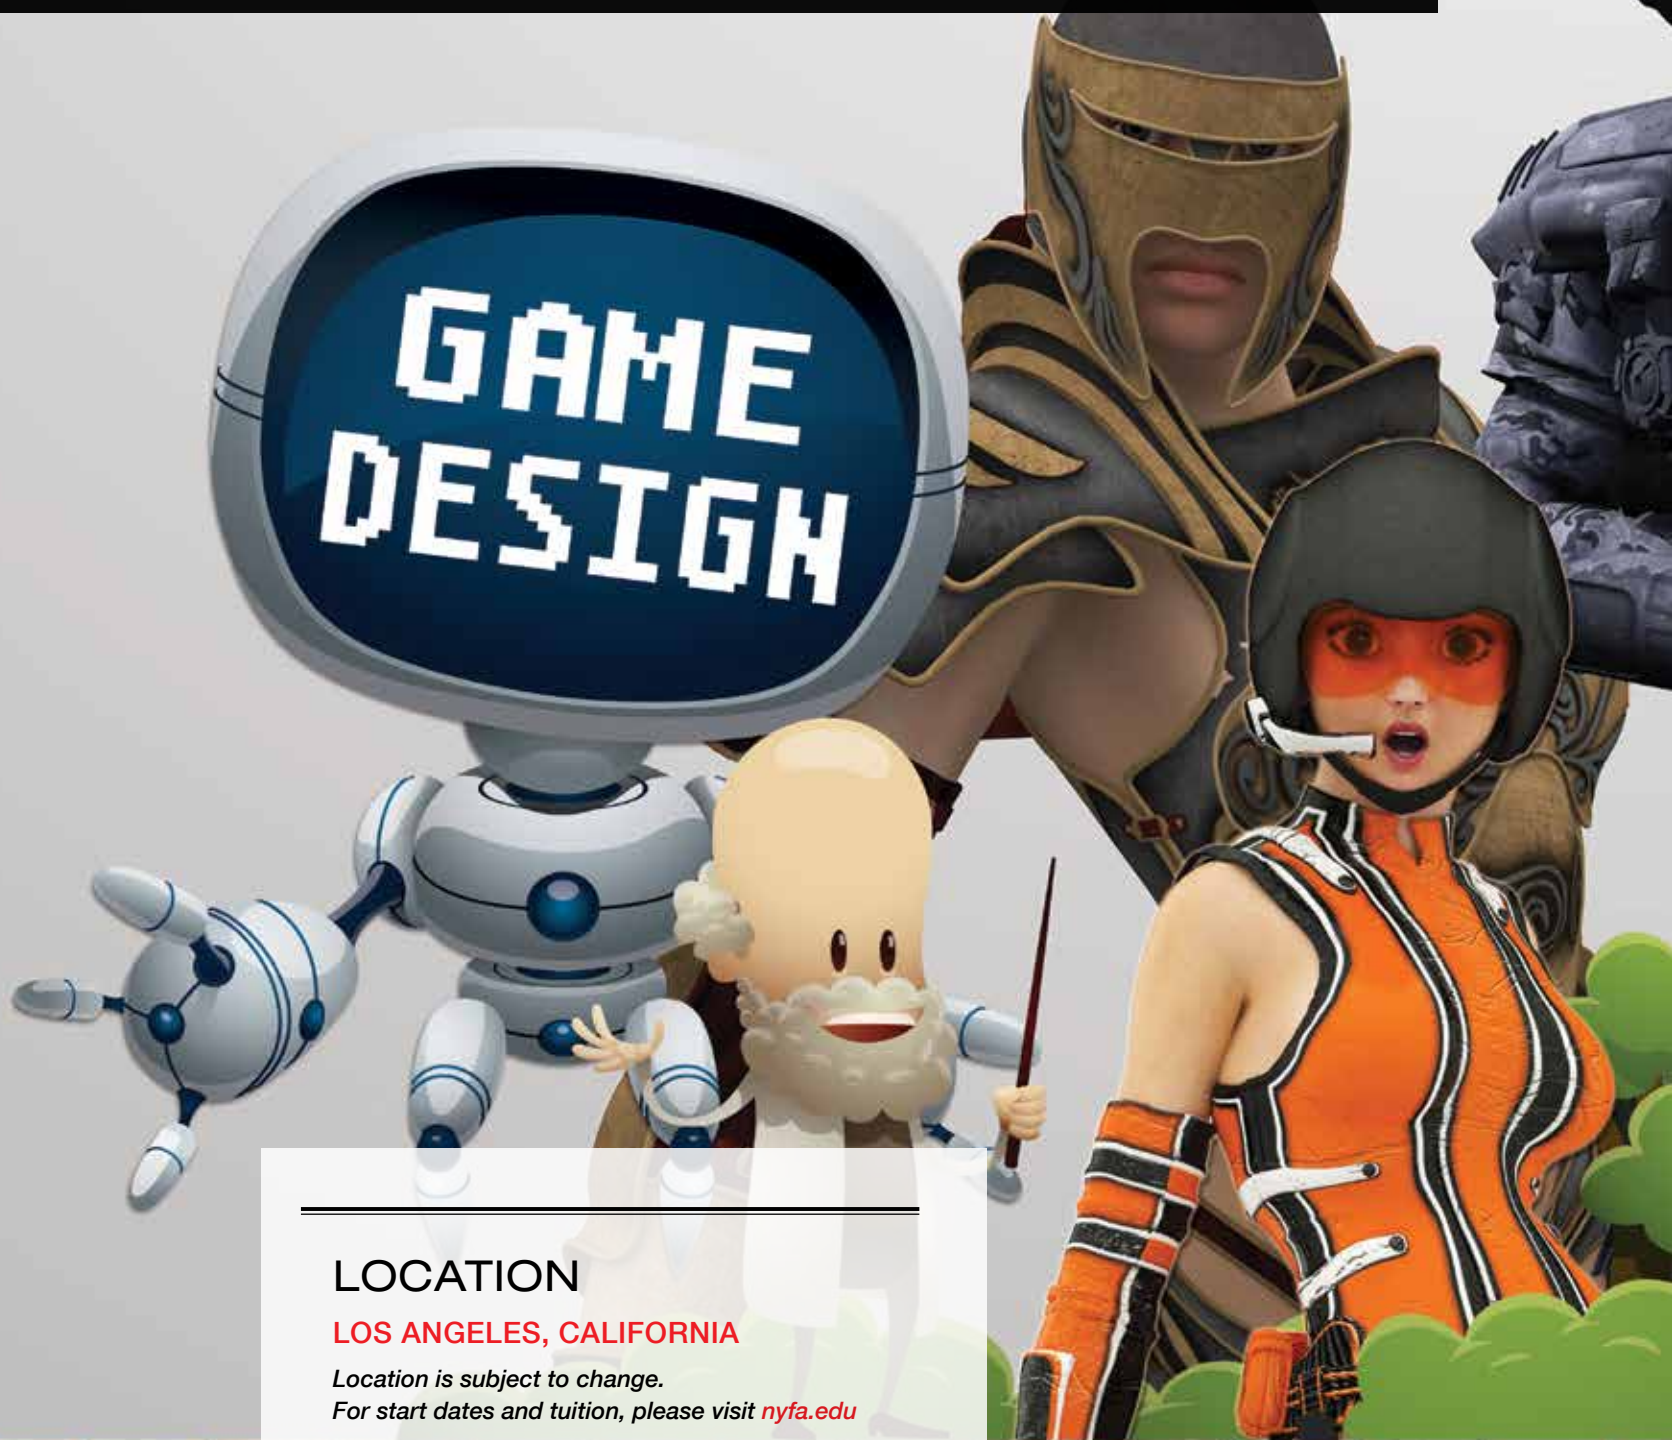 GAME
DESIGN
LOCATION
LOS ANGELES, CALIFORNIA
Location is subject to change.
For start dates and tuition, please visit nyfa.edu